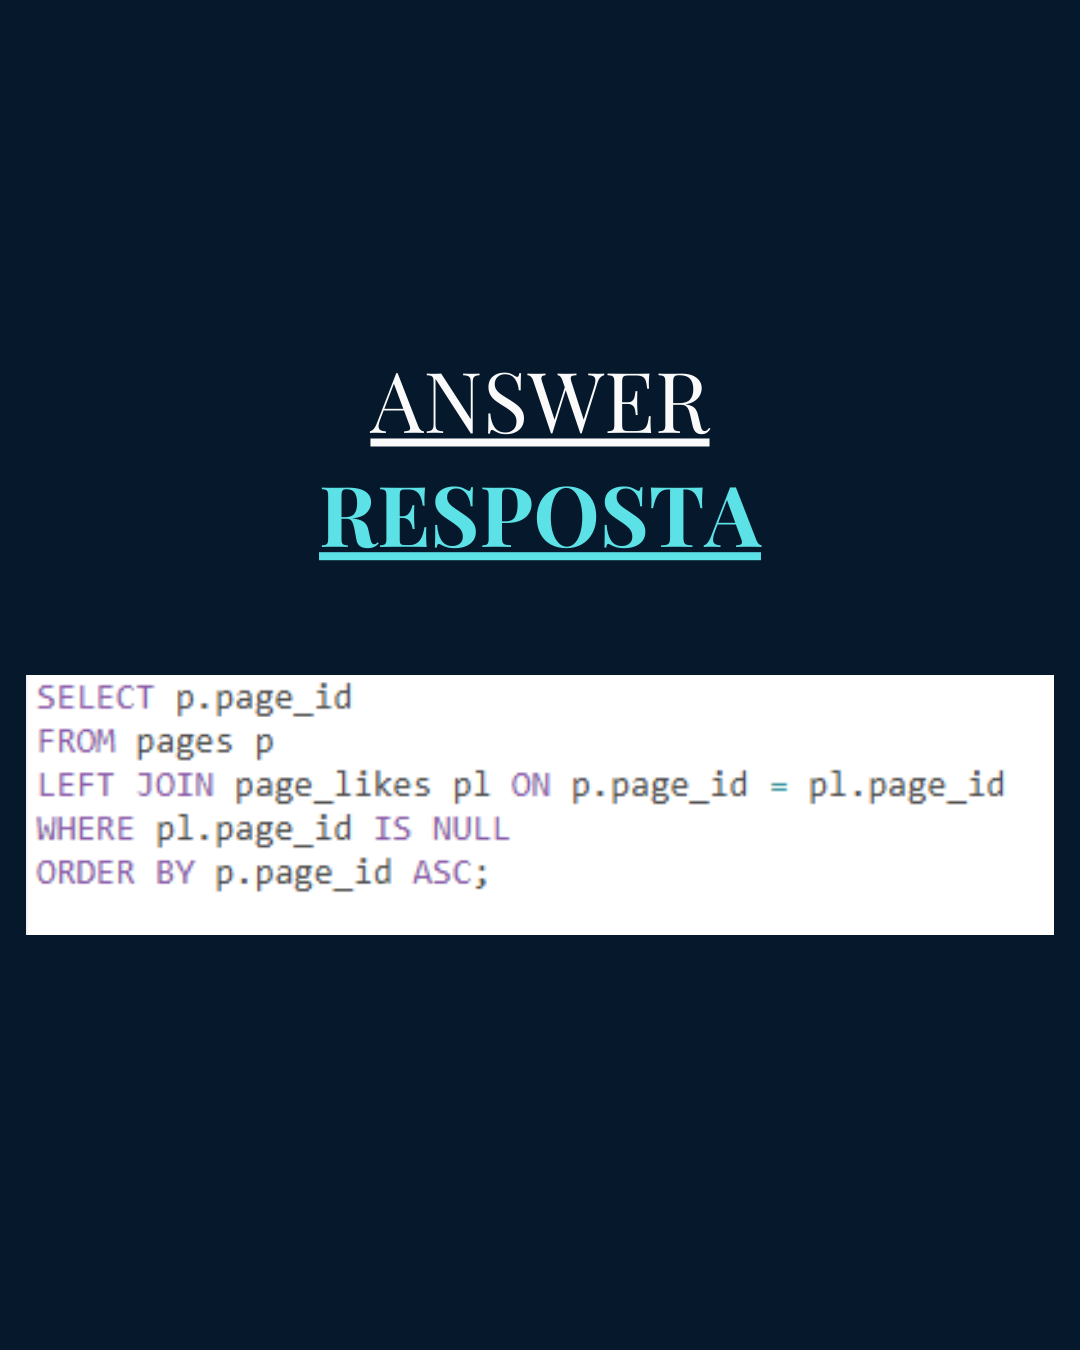 ANSWER
RESPOSTA
SELECT p.page_id
FROM pages p
LEFT JOIN page_likes pl ON p.page_id = pl.page_id
WHERE pl.page_id IS NULL
ORDER BY p.page_id ASC;